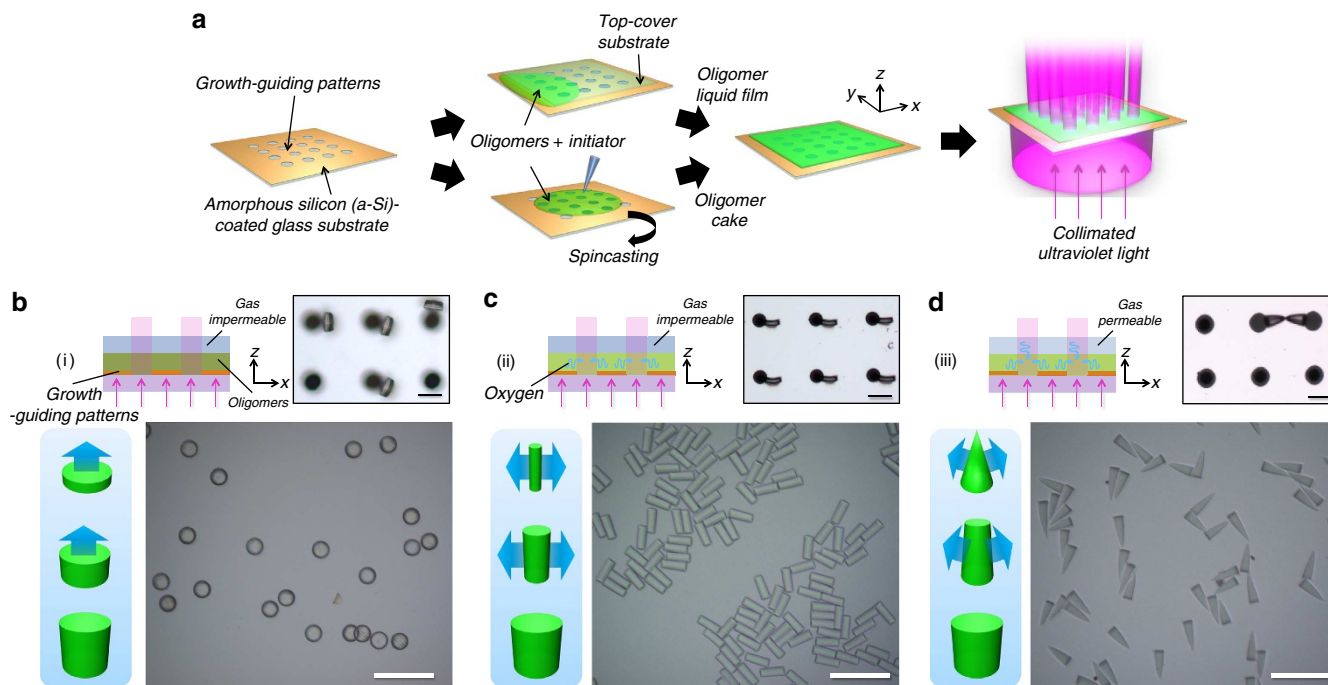 a
Top-cover
substrate
Growth-guiding patterns
Oligomers + initiator
Amorphous silicon (a-Si)-
coated glass substrate
Spincasting
Oligomer
liquid film
Oligomer
cake
z
y
x
Collimated
ultraviolet light
b
Gas
impermeable
(i)
z
x
Growth
-guiding patterns
Oligomers
c
Gas
impermeable
(ii)
z
x
Oxygen
d
Gas
permeable
(iii)
z
x